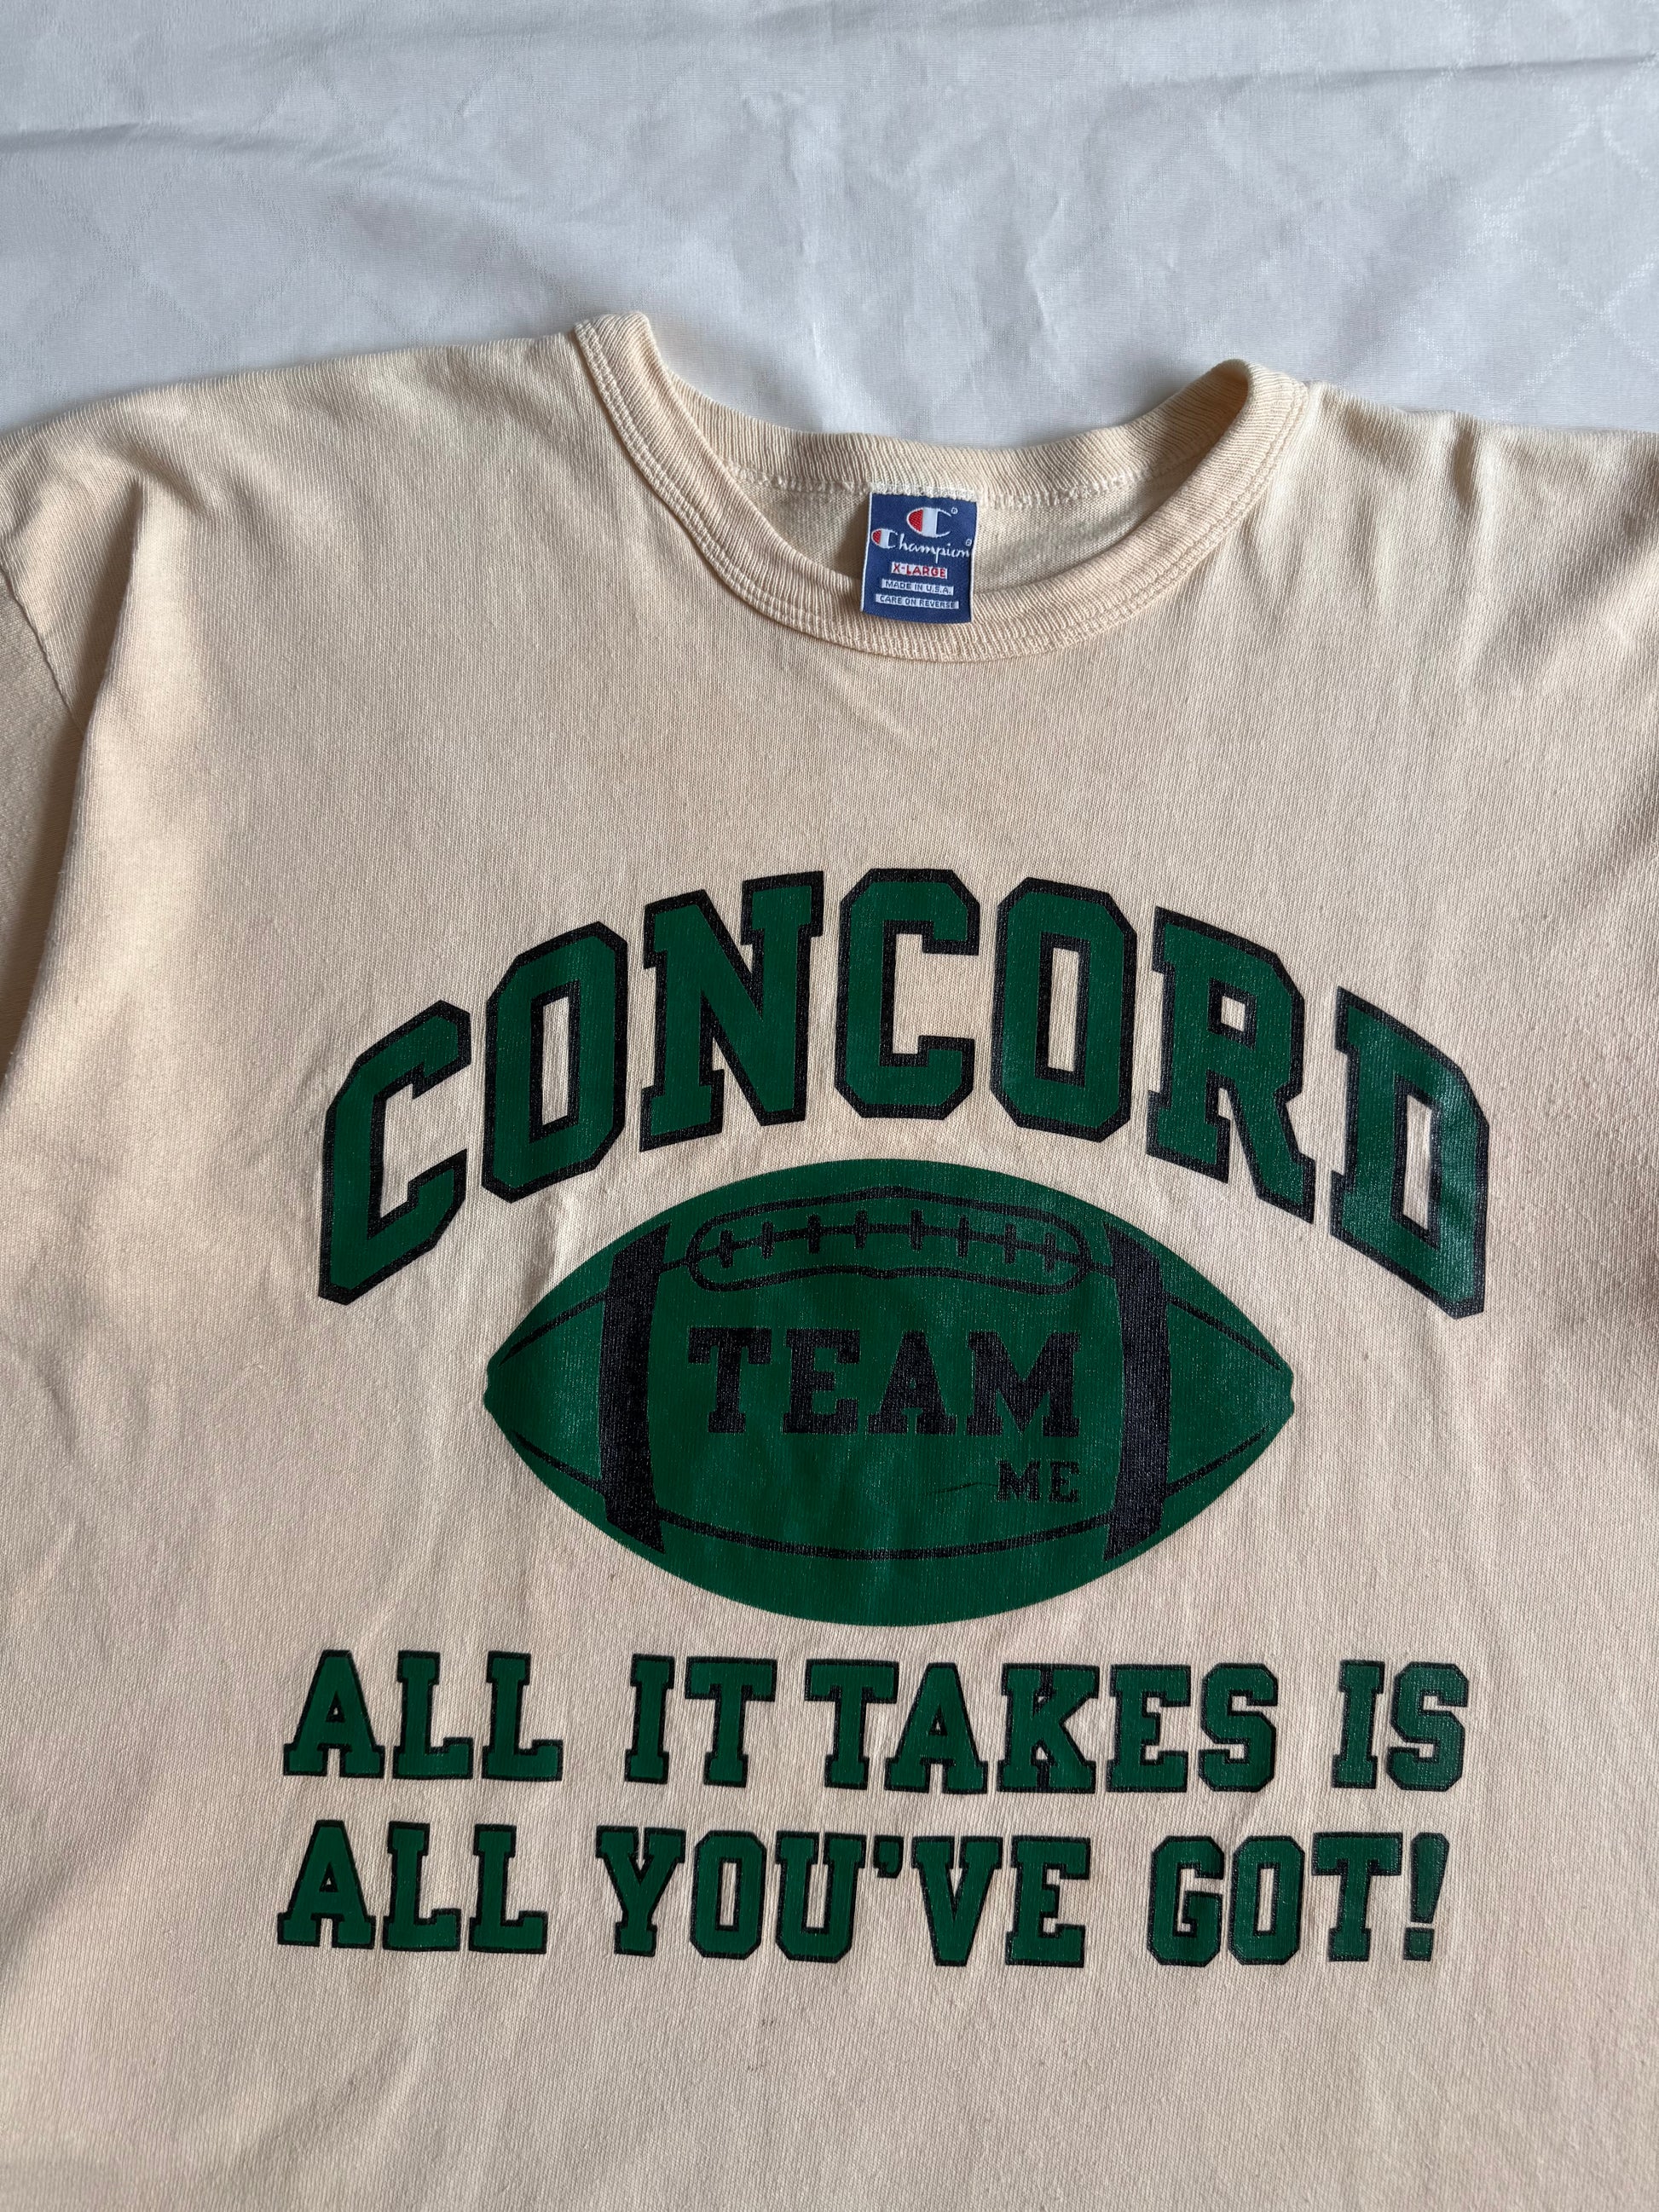 Champion
X-LARGE
MADE IN U.S.A.
CARE ON REVERSE
CONCORD
TEAM
ME
ALL IT TAKES IS
ALL YOU'VE GOT!